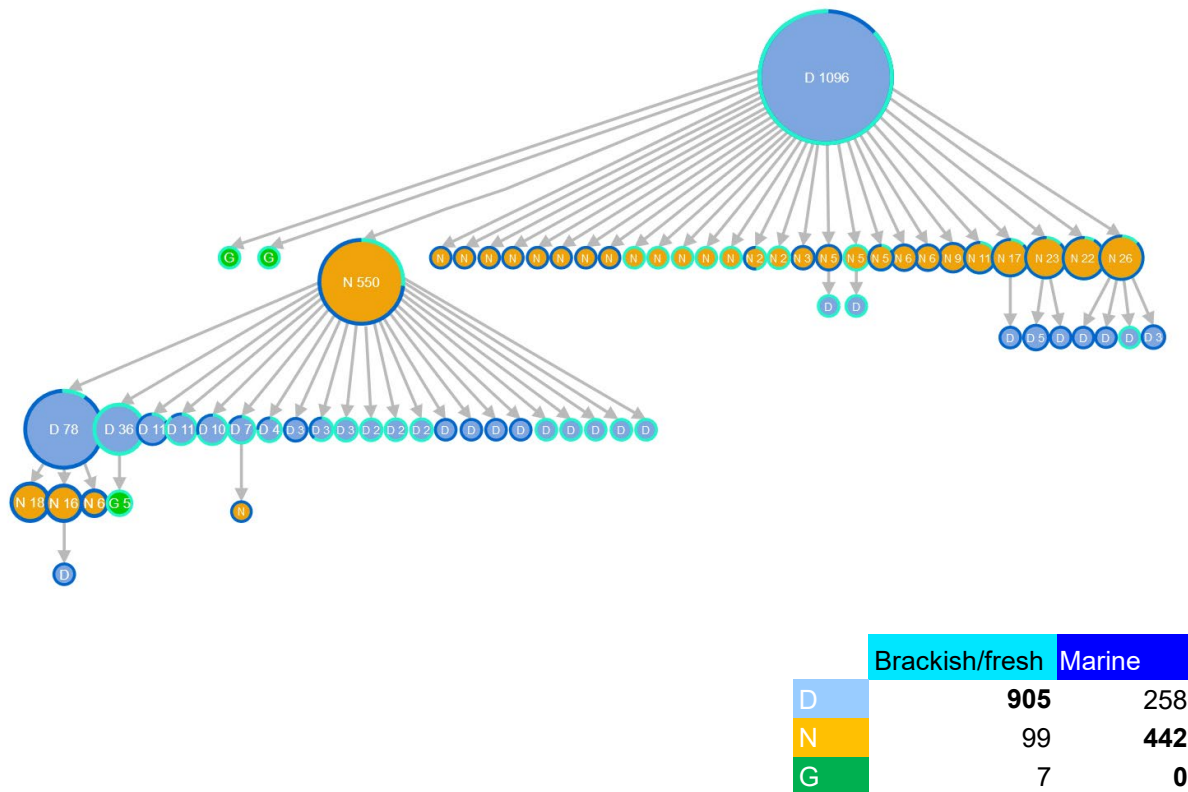 D 1096
G G N N N N N N N N N N N N N N 2 N 2 N 3 N 5 N 5 N 5 N 6 N 6 N 9 N 11 N 17 N 23 N 22 N 26
N 550
D D
D D 5 D D D D D 3
D 78 D 36 D 11 D 11 D 10 D 7 D 4 D 3 D 3 D 3 D 2 D 2 D 2 D D D D D D D D D
N 18 N 16 N 6 G 5 N
D
Brackish/fresh Marine
D 905 258
N 99 442
G 7 0